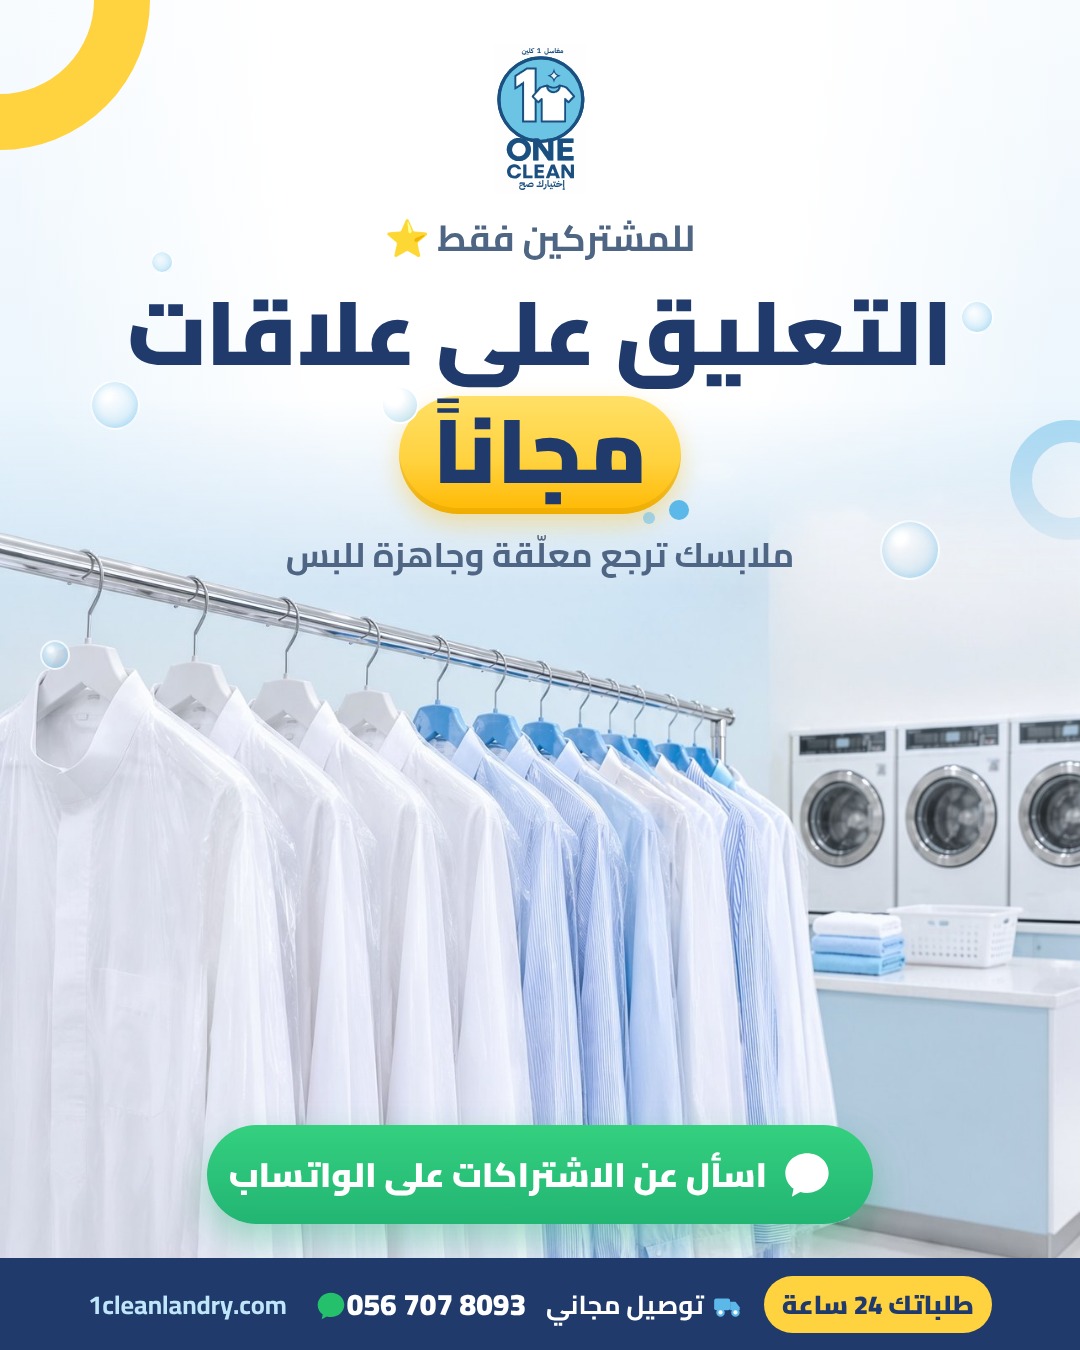 مغاسل 1 كلين
1
ONE
CLEAN
إختيارك صح
للمشتركين فقط ⭐
التعليق على علاقات
مجاناً
ملابسك ترجع معلّقة وجاهزة للبس
اسأل عن الاشتراكات على الواتساب
طلباتك 24 ساعة
توصيل مجاني
056 707 8093
1cleanlandry.com